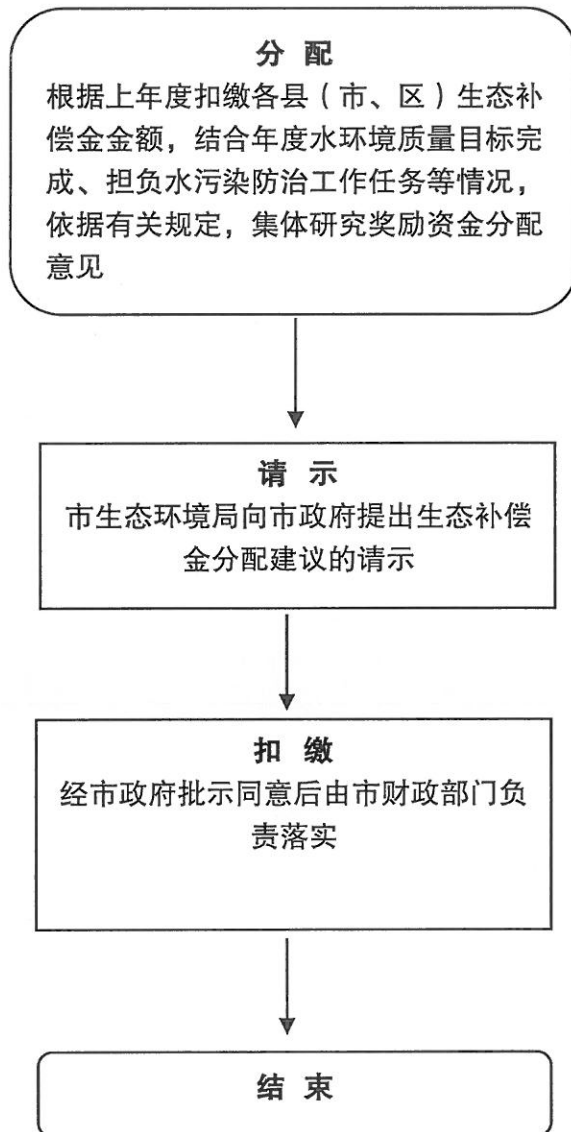 分 配
根据上年度扣缴各县（市、区）生态补
偿金金额，结合年度水环境质量目标完
成、担负水污染防治工作任务等情况，
依据有关规定，集体研究奖励资金分配
意见
请 示
市生态环境局向市政府提出生态补偿
金分配建议的请示
扣 缴
经市政府批示同意后由市财政部门负
责落实
结 束